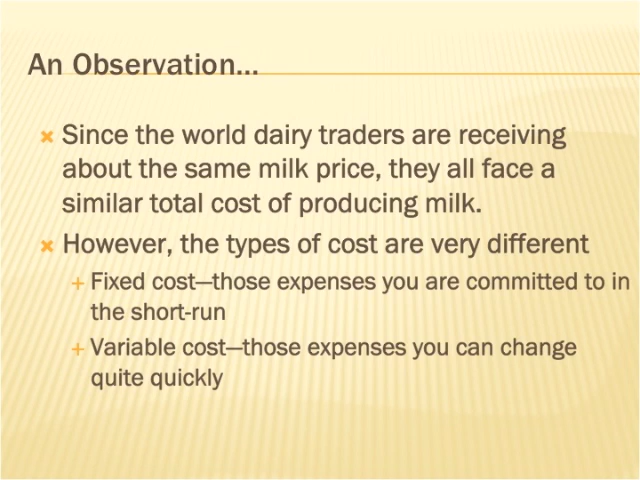 An Observation…
Since the world dairy traders are receiving
about the same milk price, they all face a
similar total cost of producing milk.
However, the types of cost are very different
Fixed cost—those expenses you are committed to in
the short-run
Variable cost—those expenses you can change
quite quickly